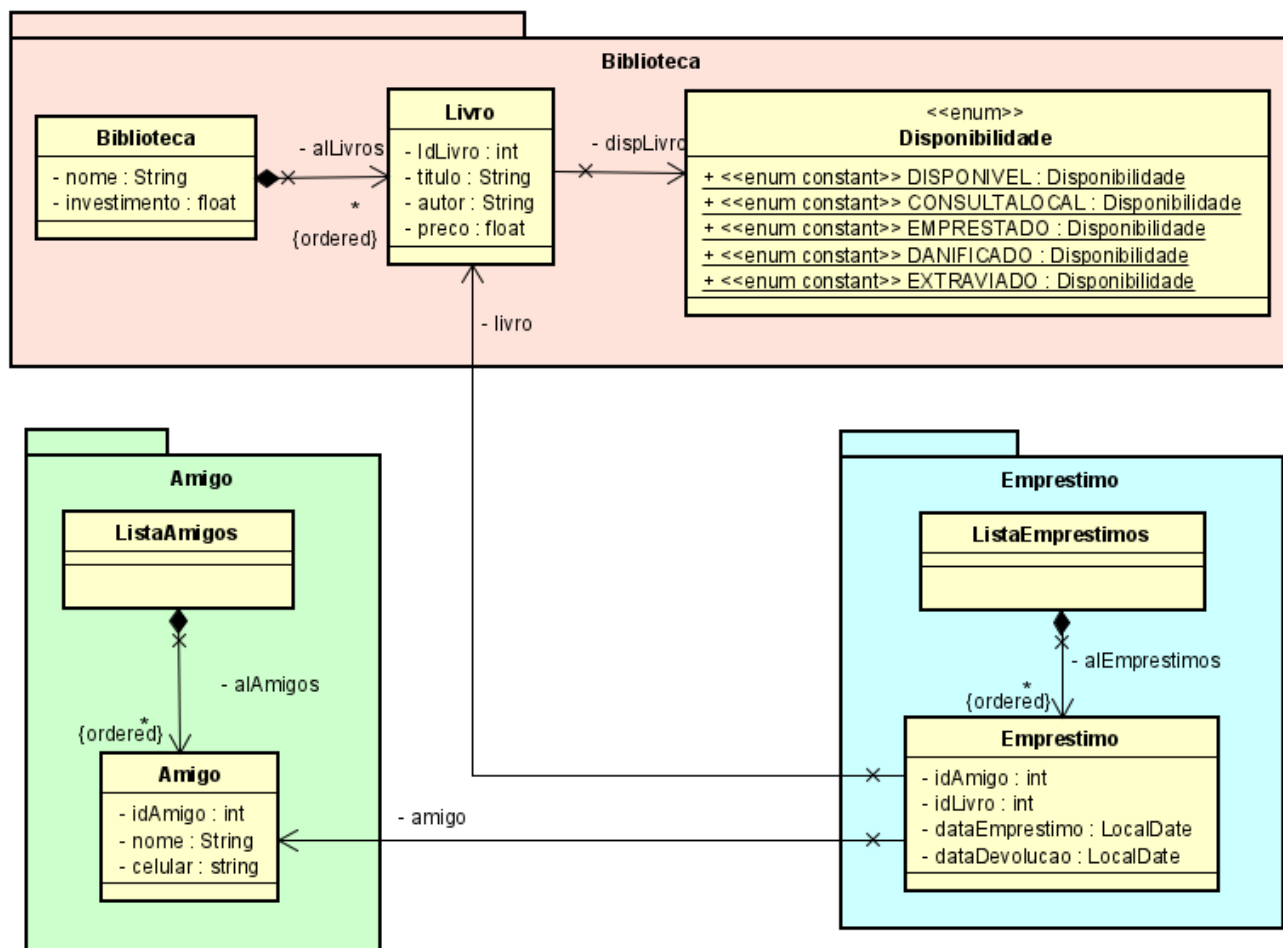 Biblioteca
Biblioteca
- nome : String
- investimento : float
- alLivros
*
{ordered}
Livro
- IdLivro : int
- titulo : String
- autor : String
- preco : float
- dispLivro
<<enum>>
Disponibilidade
+ <<enum constant>> DISPONIVEL : Disponibilidade
+ <<enum constant>> CONSULTALOCAL : Disponibilidade
+ <<enum constant>> EMPRESTADO : Disponibilidade
+ <<enum constant>> DANIFICADO : Disponibilidade
+ <<enum constant>> EXTRAVIADO : Disponibilidade
- livro
Amigo
ListaAmigos
- alAmigos
*
{ordered}
Amigo
- idAmigo : int
- nome : String
- celular : string
- amigo
Emprestimo
ListaEmprestimos
- alEmprestimos
*
{ordered}
Emprestimo
- idAmigo : int
- idLivro : int
- dataEmprestimo : LocalDate
- dataDevolucao : LocalDate